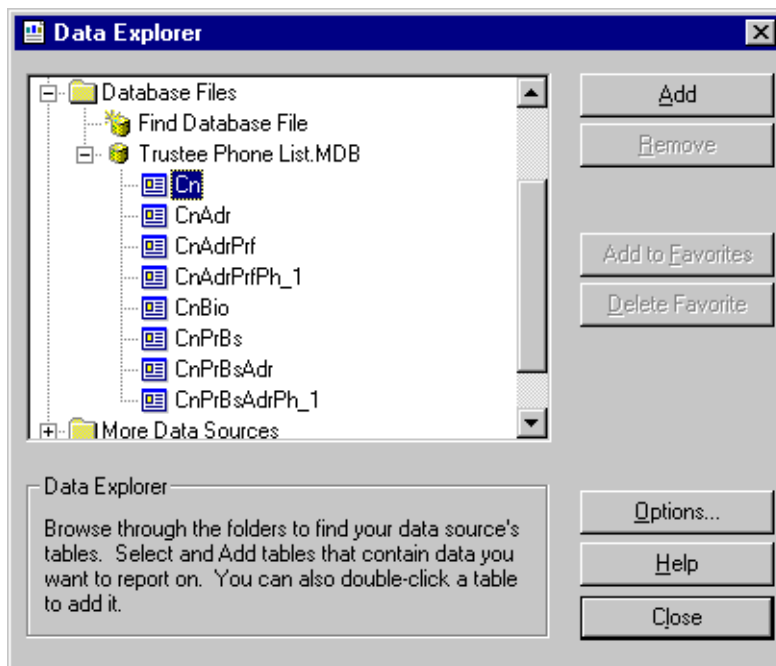 Data Explorer
Database Files
Find Database File
Trustee Phone List.MDB
Cn
CnAdr
CnAdrPrf
CnAdrPrfPh_1
CnBio
CnPrBs
CnPrBsAdr
CnPrBsAdrPh_1
More Data Sources
Add
Remove
Add to Favorites
Delete Favorite
Data Explorer
Browse through the folders to find your data source's
tables. Select and Add tables that contain data you
want to report on. You can also double-click a table
to add it.
Options...
Help
Close